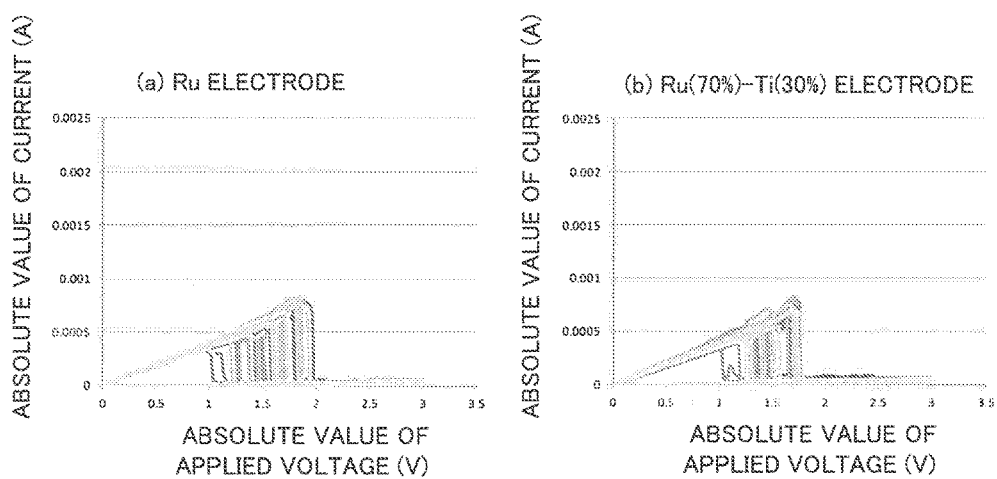 (a) Ru ELECTRODE
ABSOLUTE VALUE OF CURRENT (A)
0.0025
0.002
0.0015
0.001
0.0005
0
0 0.5 1 1.5 2 2.5 3 3.5
ABSOLUTE VALUE OF
APPLIED VOLTAGE (V)
(b) Ru(70%)-Ti(30%) ELECTRODE
ABSOLUTE VALUE OF CURRENT (A)
0.0025
0.002
0.0015
0.001
0.0005
0
0 0.5 1 1.5 2 2.5 3 3.5
ABSOLUTE VALUE OF
APPLIED VOLTAGE (V)